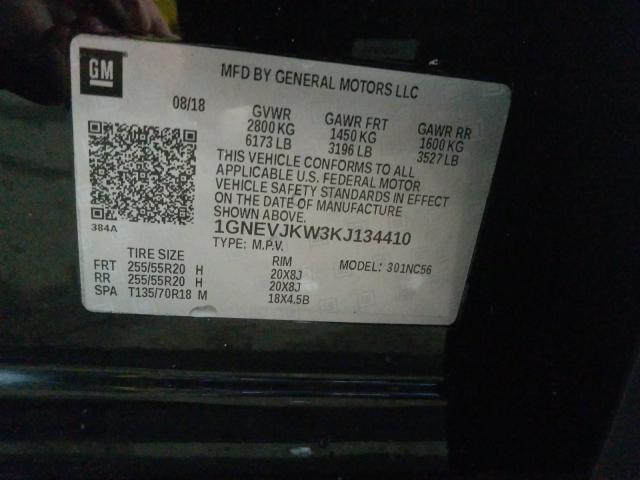 GM
MFD BY GENERAL MOTORS LLC
08/18 GVWR GAWR FRT GAWR RR
2800 KG 1450 KG 1600 KG
6173 LB 3196 LB 3527 LB
THIS VEHICLE CONFORMS TO ALL
APPLICABLE U.S. FEDERAL MOTOR
VEHICLE SAFETY STANDARDS IN EFFECT
ON THE DATE OF MANUFACTURE
SHOWN ABOVE.
384A
1GNEVJKW3KJ134410
TYPE: M.P.V. MODEL: 301NC56
TIRE SIZE RIM
FRT 255/55R20 H 20X8J
RR 255/55R20 H 20X8J
SPA T135/70R18 M 18X4.5B